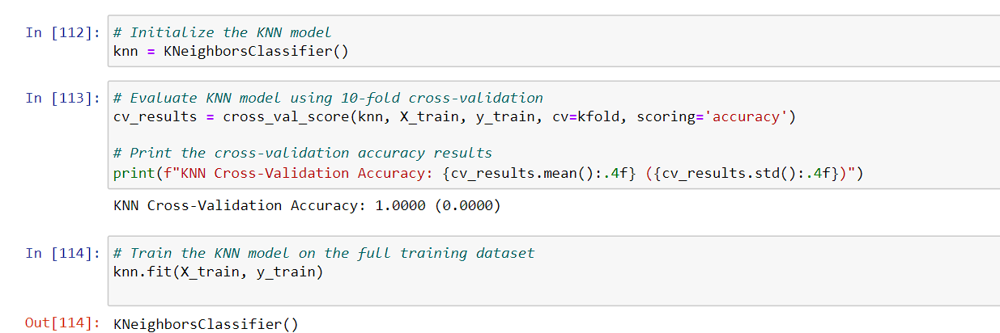 In [112]: # Initialize the KNN model
knn = KNeighborsClassifier()
In [113]: # Evaluate KNN model using 10-fold cross-validation
cv_results = cross_val_score(knn, X_train, y_train, cv=kfold, scoring='accuracy')
# Print the cross-validation accuracy results
print(f"KNN Cross-Validation Accuracy: {cv_results.mean():.4f} ({cv_results.std():.4f})")
KNN Cross-Validation Accuracy: 1.0000 (0.0000)
In [114]: # Train the KNN model on the full training dataset
knn.fit(X_train, y_train)
Out[114]: KNeighborsClassifier()